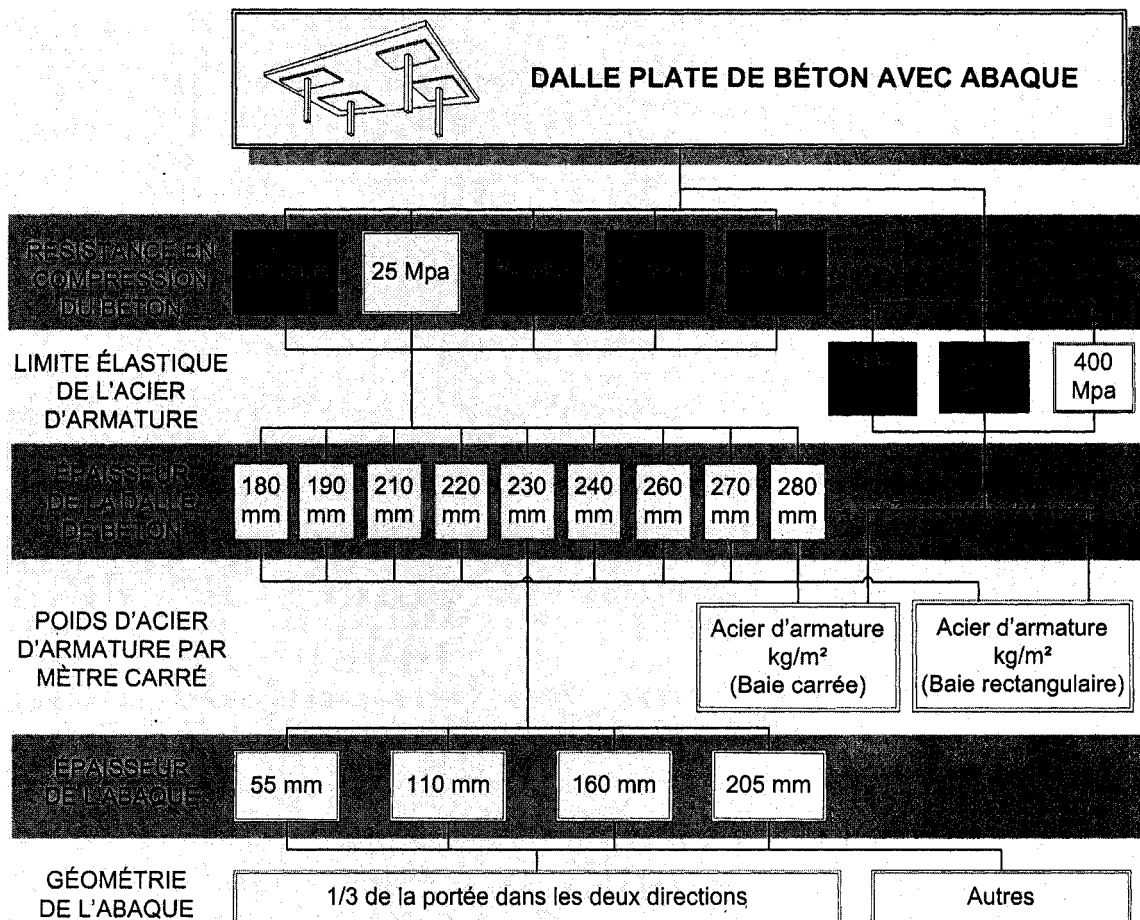 DALLE PLATE DE BÉTON AVEC ABAQUE
RÉSISTANCE EN
COMPRESSION
DU BÉTON
25 Mpa
LIMITE ÉLASTIQUE
DE L'ACIER
D'ARMATURE
400
Mpa
ÉPAISSEUR
DE LA DALLE
DE BÉTON
180
mm
190
mm
210
mm
220
mm
230
mm
240
mm
260
mm
270
mm
280
mm
POIDS D'ACIER
D'ARMATURE PAR
MÈTRE CARRÉ
Acier d'armature
kg/m²
(Baie carrée)
Acier d'armature
kg/m²
(Baie rectangulaire)
ÉPAISSEUR
DE L'ABAQUE
55 mm
110 mm
160 mm
205 mm
GÉOMÉTRIE
DE L'ABAQUE
1/3 de la portée dans les deux directions
Autres